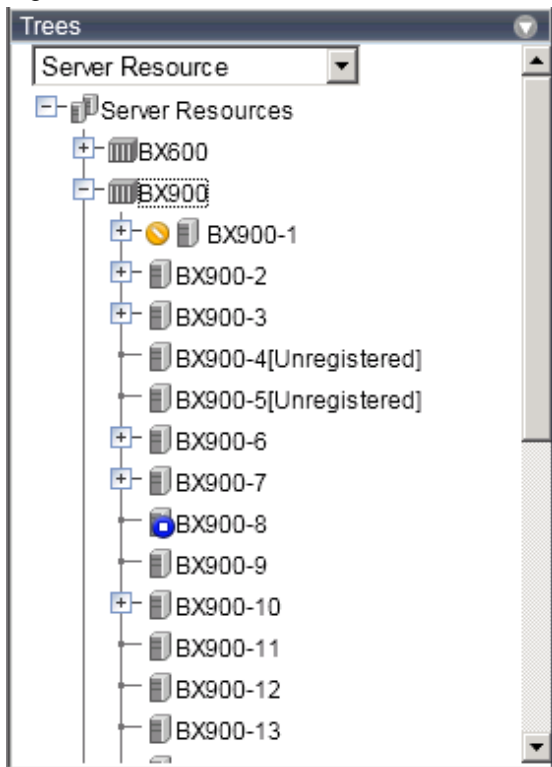 Trees
Server Resource
Server Resources
BX600
BX900
BX900-1
BX900-2
BX900-3
BX900-4[Unregistered]
BX900-5[Unregistered]
BX900-6
BX900-7
BX900-8
BX900-9
BX900-10
BX900-11
BX900-12
BX900-13